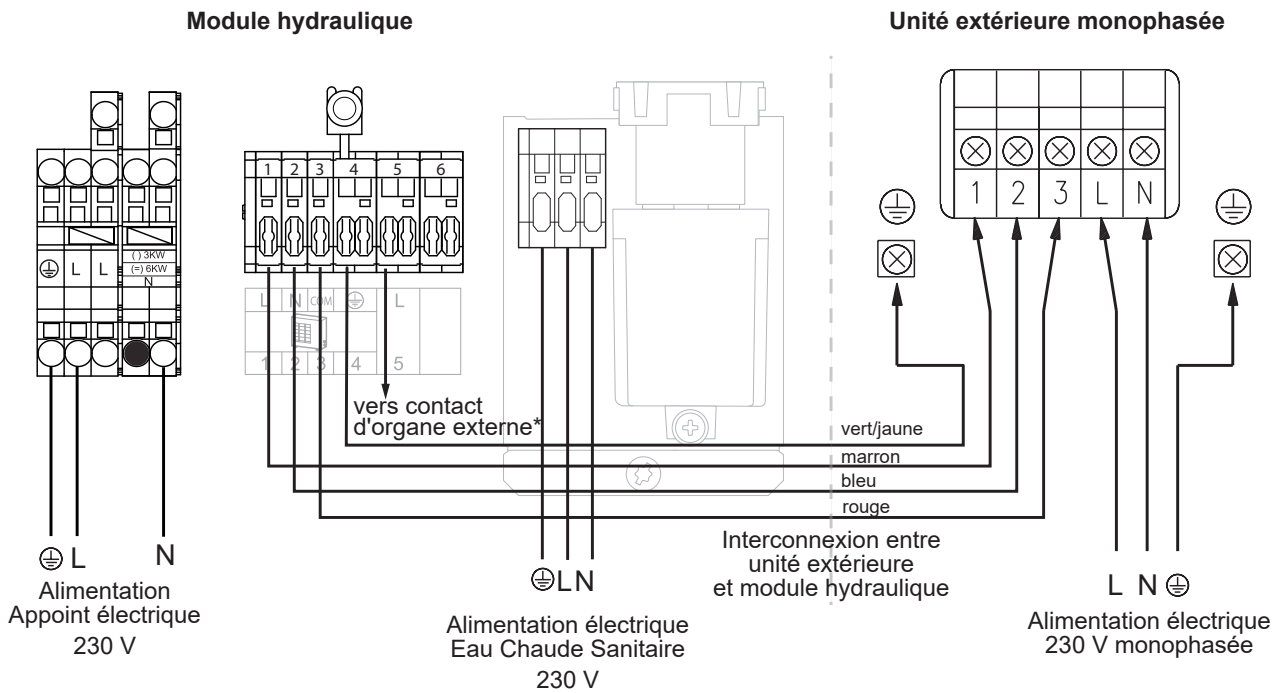 Module hydraulique
Unité extérieure monophasée
1 2 3 4 5 6
L L
( ) 3KW
(=) 6KW
N
L N COM L
1 2 3 4 5
1 2 3 L N
vers contact
d'organe externe*
vert/jaune
marron
bleu
rouge
Interconnexion entre
unité extérieure
et module hydraulique
L N
Alimentation
Appoint électrique
230 V
L N
Alimentation électrique
Eau Chaude Sanitaire
230 V
L N
Alimentation électrique
230 V monophasée